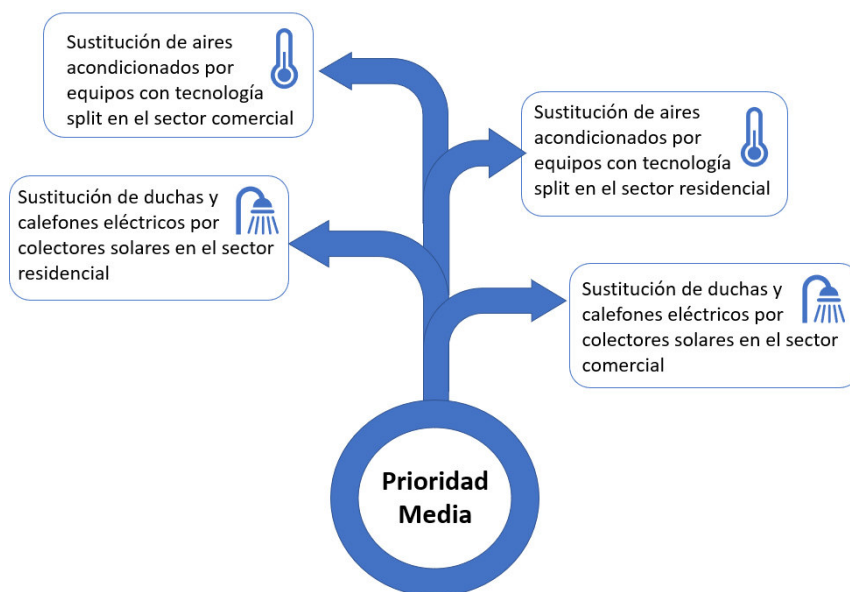 Sustitución de aires
acondicionados por
equipos con tecnología
split en el sector comercial
Sustitución de aires
acondicionados por
equipos con tecnología
split en el sector residencial
Sustitución de duchas y
calefones eléctricos por
colectores solares en el sector
residencial
Sustitución de duchas y
calefones eléctricos por
colectores solares en el sector
comercial
Prioridad
Media